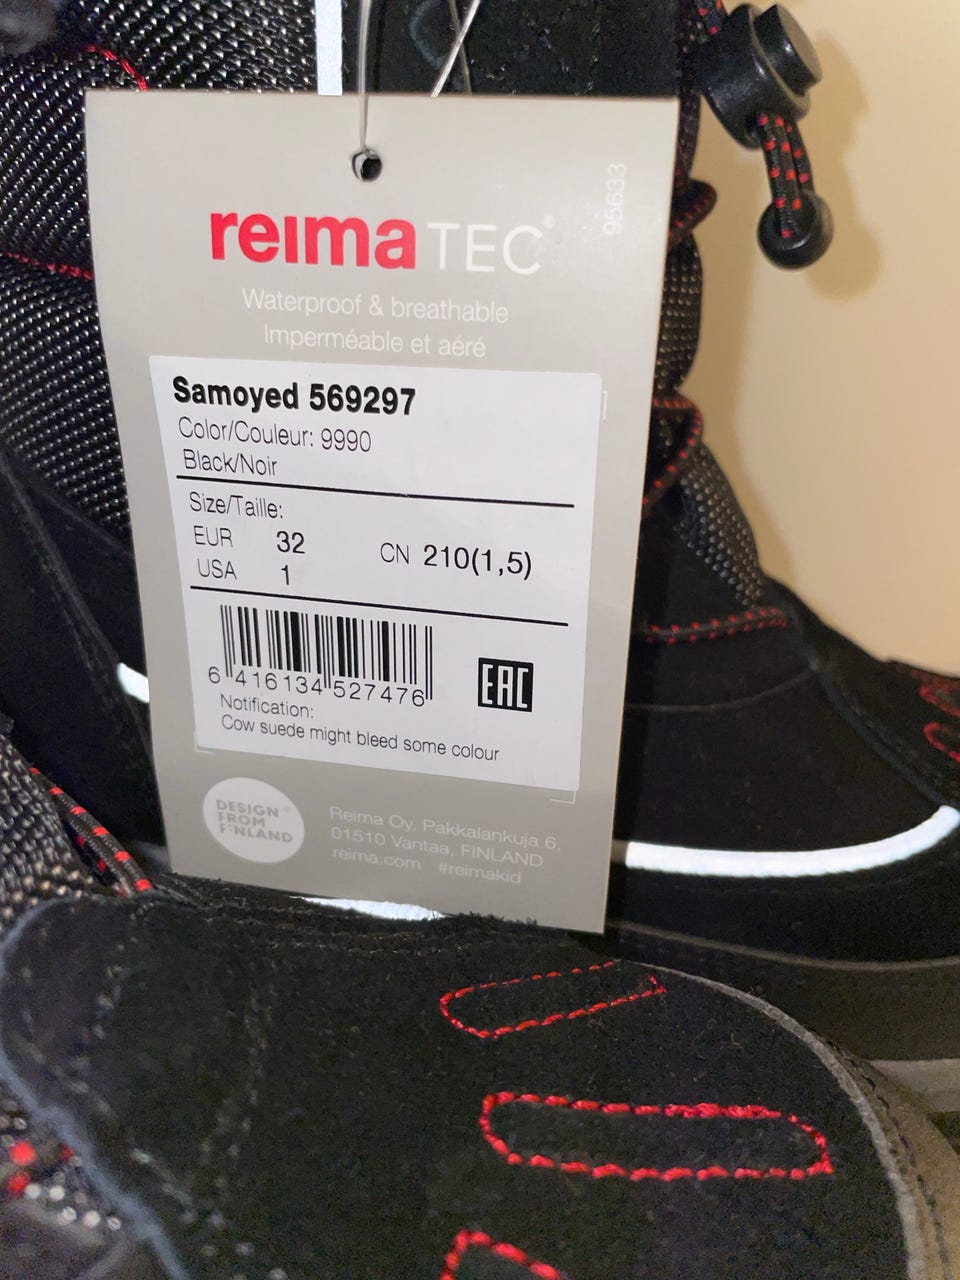 95633
reima TEC®
Waterproof & breathable
Imperméable et aéré
Samoyed 569297
Color/Couleur: 9990
Black/Noir
Size/Taille:
EUR 32 CN 210(1,5)
USA 1
6 416134 527476
EAC
Notification:
Cow suede might bleed some colour
DESIGN
FROM
FINLAND
Reima Oy, Pakkalankuja 6,
01510 Vantaa, FINLAND
reima.com #reimakid